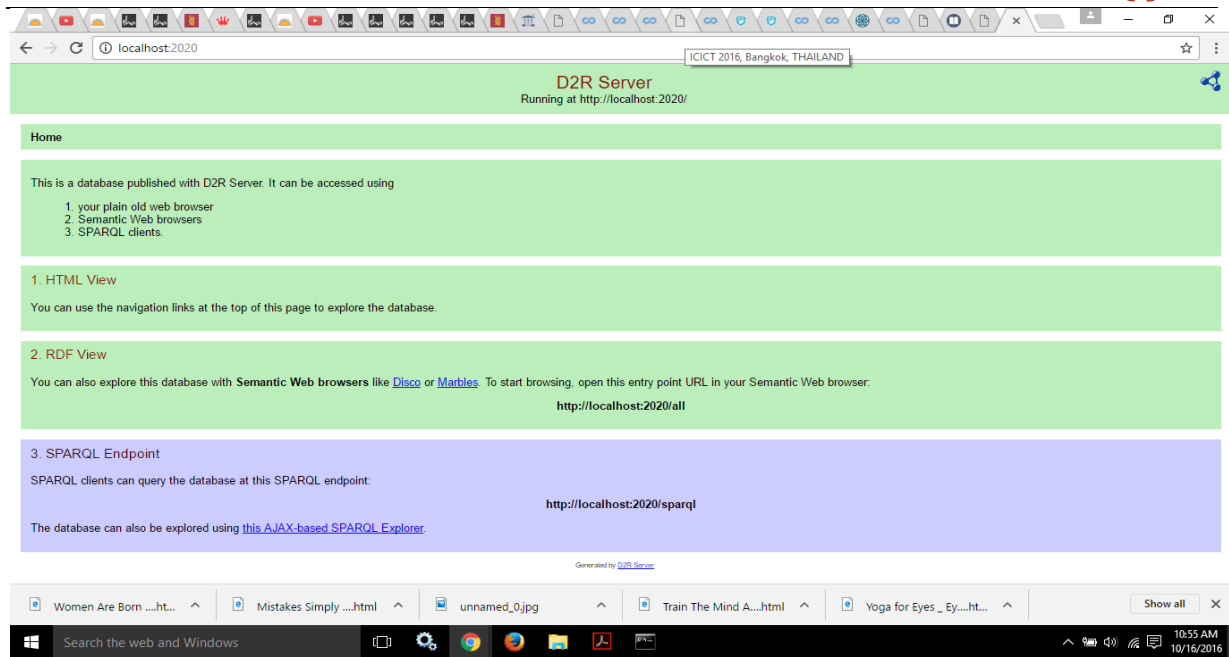 localhost:2020
ICICT 2016, Bangkok, THAILAND
D2R Server
Running at http://localhost:2020/
Home
This is a database published with D2R Server. It can be accessed using
1. your plain old web browser
2. Semantic Web browsers
3. SPARQL clients.
1. HTML View
You can use the navigation links at the top of this page to explore the database.
2. RDF View
You can also explore this database with Semantic Web browsers like Disco or Marbles. To start browsing, open this entry point URL in your Semantic Web browser:
http://localhost:2020/all
3. SPARQL Endpoint
SPARQL clients can query the database at this SPARQL endpoint:
http://localhost:2020/sparql
The database can also be explored using this AJAX-based SPARQL Explorer.
Generated by D2R Server
Women Are Born ....ht... Mistakes Simply ....html unnamed_0.jpg Train The Mind A....html Yoga for Eyes _ Ey....ht... Show all
Search the web and Windows 10:55 AM
10/16/2016